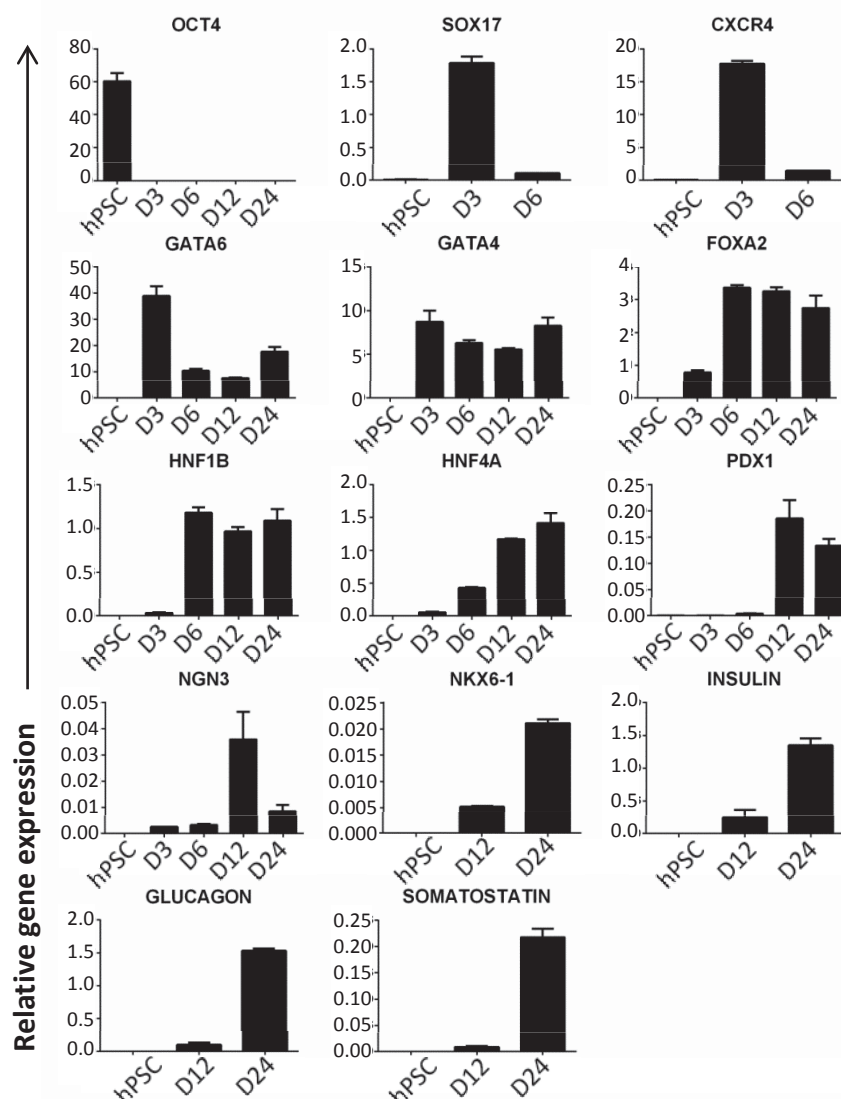 Relative gene expression
OCT4
80
60
40
20
0
hPSC D3 D6 D12 D24
SOX17
2.0
1.5
1.0
0.5
0.0
hPSC D3 D6
CXCR4
20
15
10
5
0
hPSC D3 D6
GATA6
50
40
30
20
10
0
hPSC D3 D6 D12 D24
GATA4
15
10
5
0
hPSC D3 D6 D12 D24
FOXA2
4
3
2
1
0
hPSC D3 D6 D12 D24
HNF1B
1.5
1.0
0.5
0.0
hPSC D3 D6 D12 D24
HNF4A
2.0
1.5
1.0
0.5
0.0
hPSC D3 D6 D12 D24
PDX1
0.25
0.20
0.15
0.10
0.05
0.00
hPSC D3 D6 D12 D24
NGN3
0.05
0.04
0.03
0.02
0.01
0.00
hPSC D3 D6 D12 D24
NKX6-1
0.025
0.020
0.015
0.010
0.005
0.000
hPSC D12 D24
INSULIN
1.5
1.0
0.5
0.0
hPSC D12 D24
GLUCAGON
2.0
1.5
1.0
0.5
0.0
hPSC D12 D24
SOMATOSTATIN
0.25
0.20
0.15
0.25
0.05
0.00
hPSC D12 D24